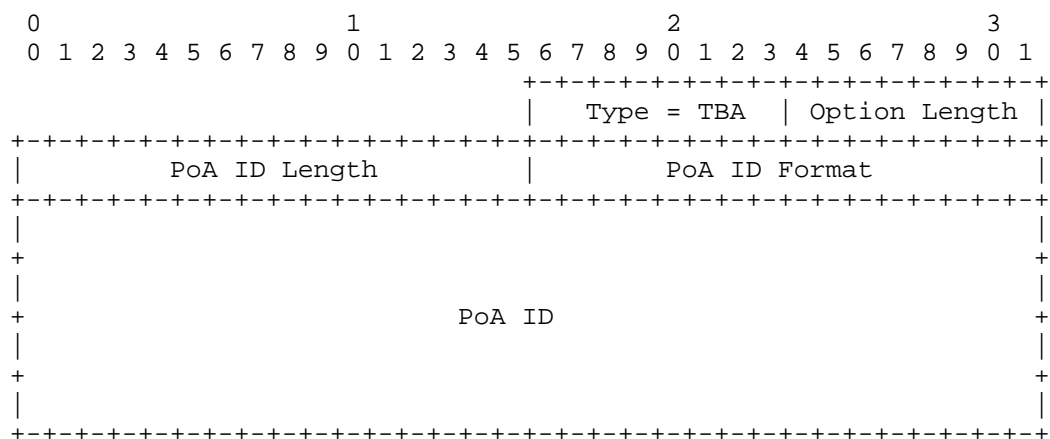 0                   1                   2                   3
 0 1 2 3 4 5 6 7 8 9 0 1 2 3 4 5 6 7 8 9 0 1 2 3 4 5 6 7 8 9 0 1
                                +-+-+-+-+-+-+-+-+-+-+-+-+-+-+-+-+
                                |   Type = TBA  | Option Length |
+-+-+-+-+-+-+-+-+-+-+-+-+-+-+-+-+-+-+-+-+-+-+-+-+-+-+-+-+-+-+-+-+
|         PoA ID Length         |        PoA ID Format          |
+-+-+-+-+-+-+-+-+-+-+-+-+-+-+-+-+-+-+-+-+-+-+-+-+-+-+-+-+-+-+-+-+
|                                                               |
+                                                               +
|                                                               |
+                           PoA ID                              +
|                                                               |
+                                                               +
|                                                               |
+-+-+-+-+-+-+-+-+-+-+-+-+-+-+-+-+-+-+-+-+-+-+-+-+-+-+-+-+-+-+-+-+